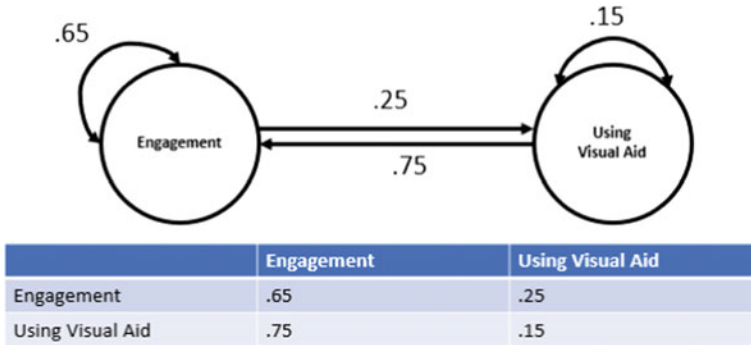 .65
.15
.25
Engagement
Using
Visual Aid
.75
Engagement Using Visual Aid
Engagement .65 .25
Using Visual Aid .75 .15